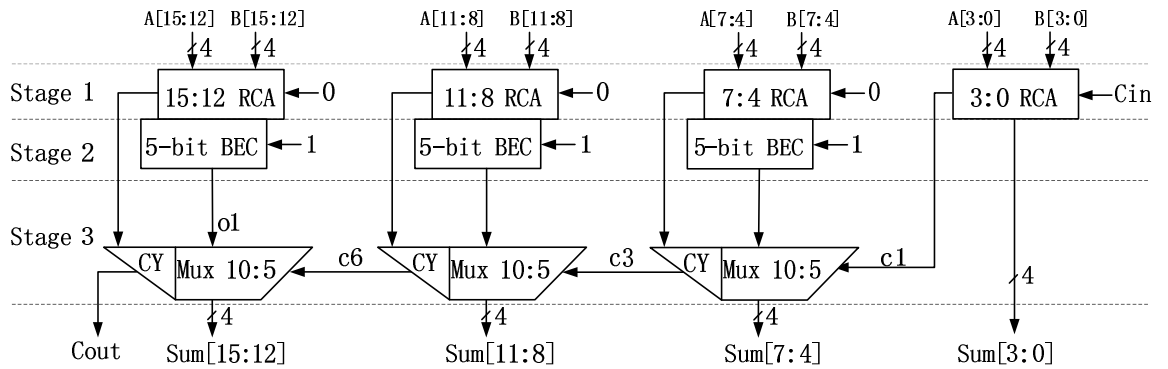 A[15:12] B[15:12] A[11:8] B[11:8] A[7:4] B[7:4] A[3:0] B[3:0]
4 4 4 4 4 4 4 4
Stage 1 15:12 RCA 0 11:8 RCA 0 7:4 RCA 0 3:0 RCA Cin
Stage 2 5-bit BEC 1 5-bit BEC 1 5-bit BEC 1
o1
Stage 3
CY Mux 10:5 c6 CY Mux 10:5 c3 CY Mux 10:5 c1
4 4 4 4
Cout Sum[15:12] Sum[11:8] Sum[7:4] Sum[3:0]